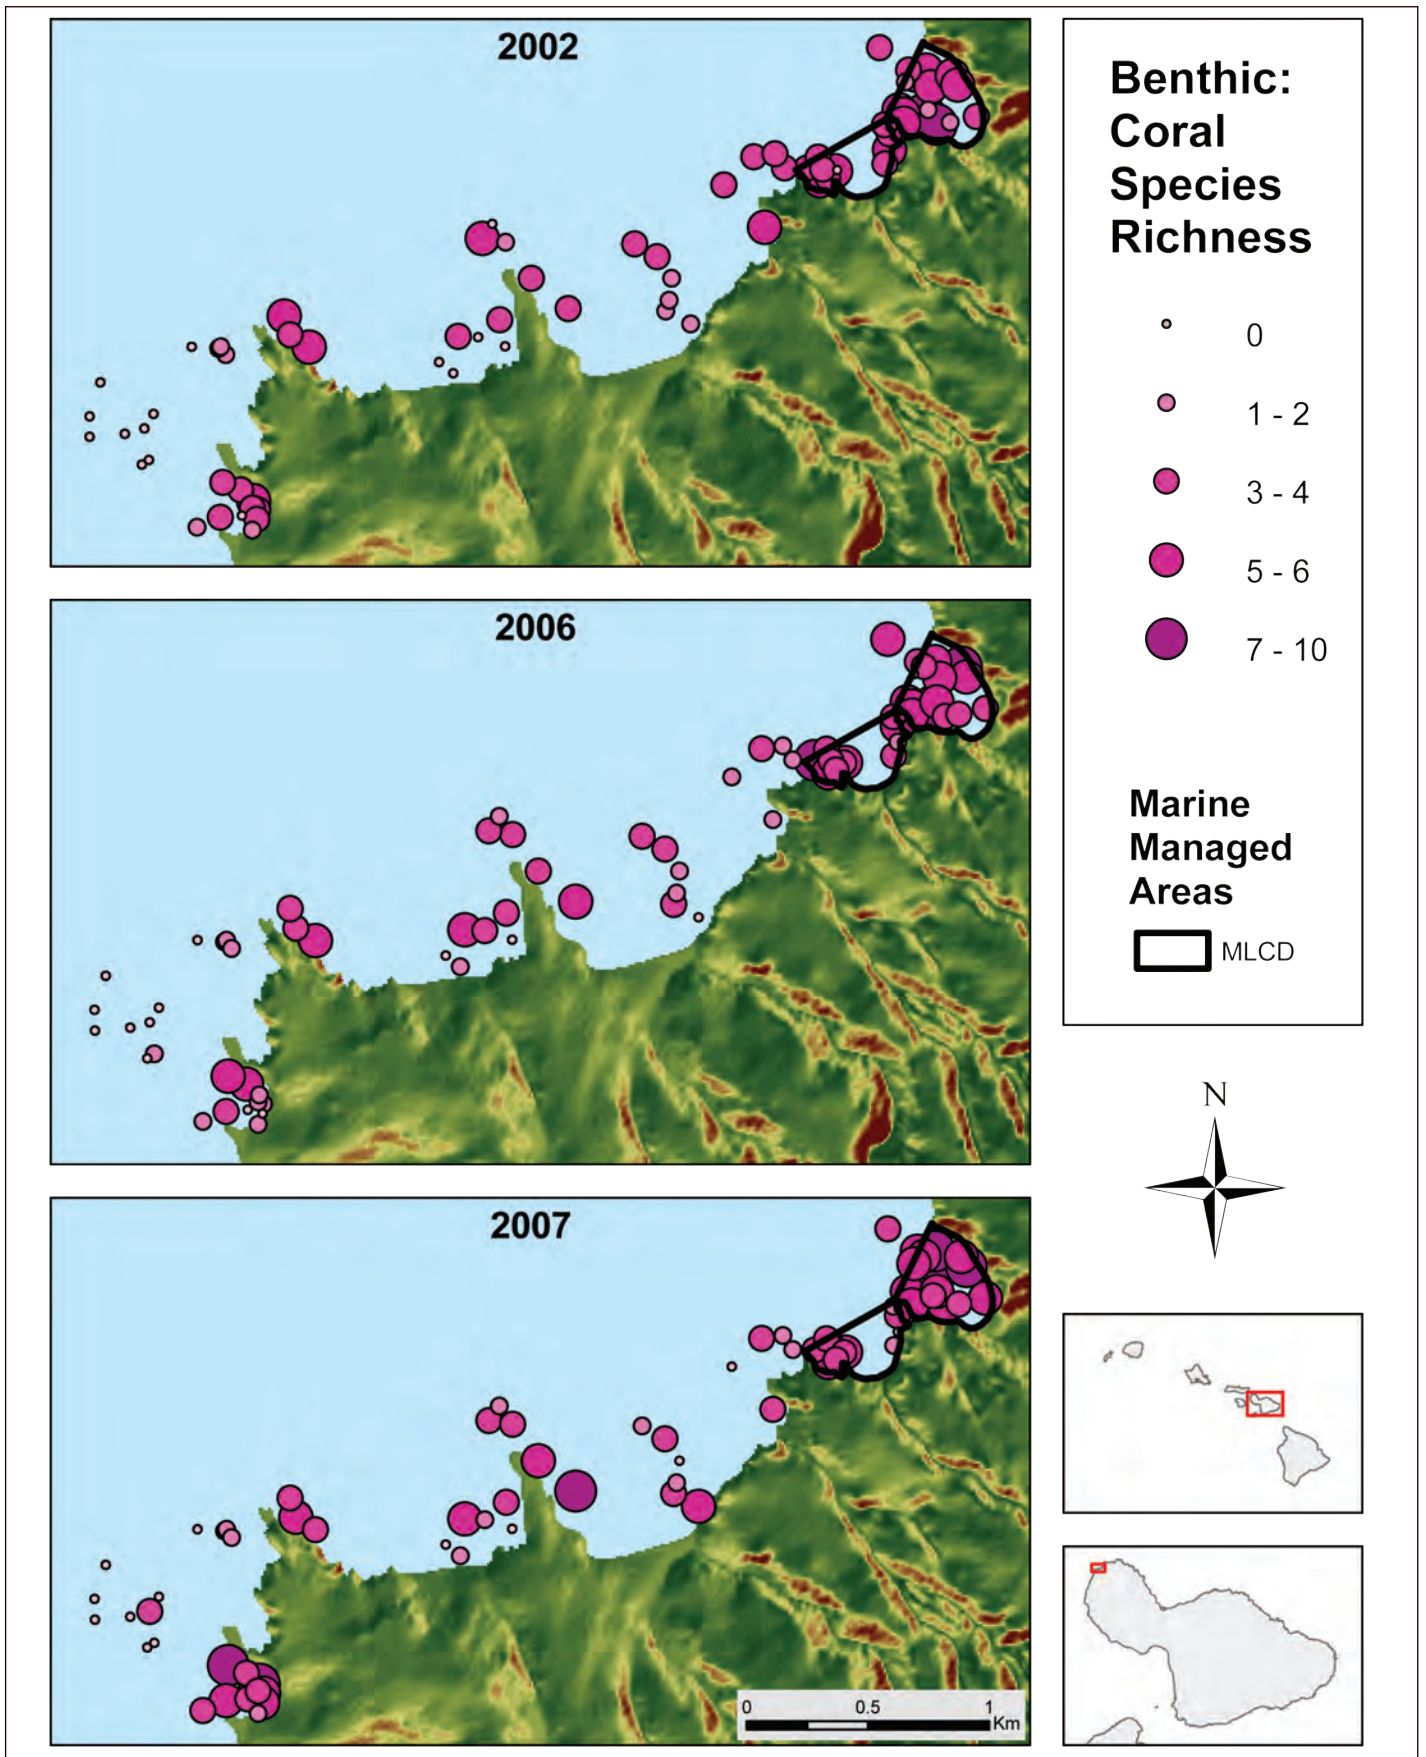 2002
2006
2007
0 0.5 1
Km
Benthic:
Coral
Species
Richness
0
1 - 2
3 - 4
5 - 6
7 - 10
Marine
Managed
Areas
MLCD
N